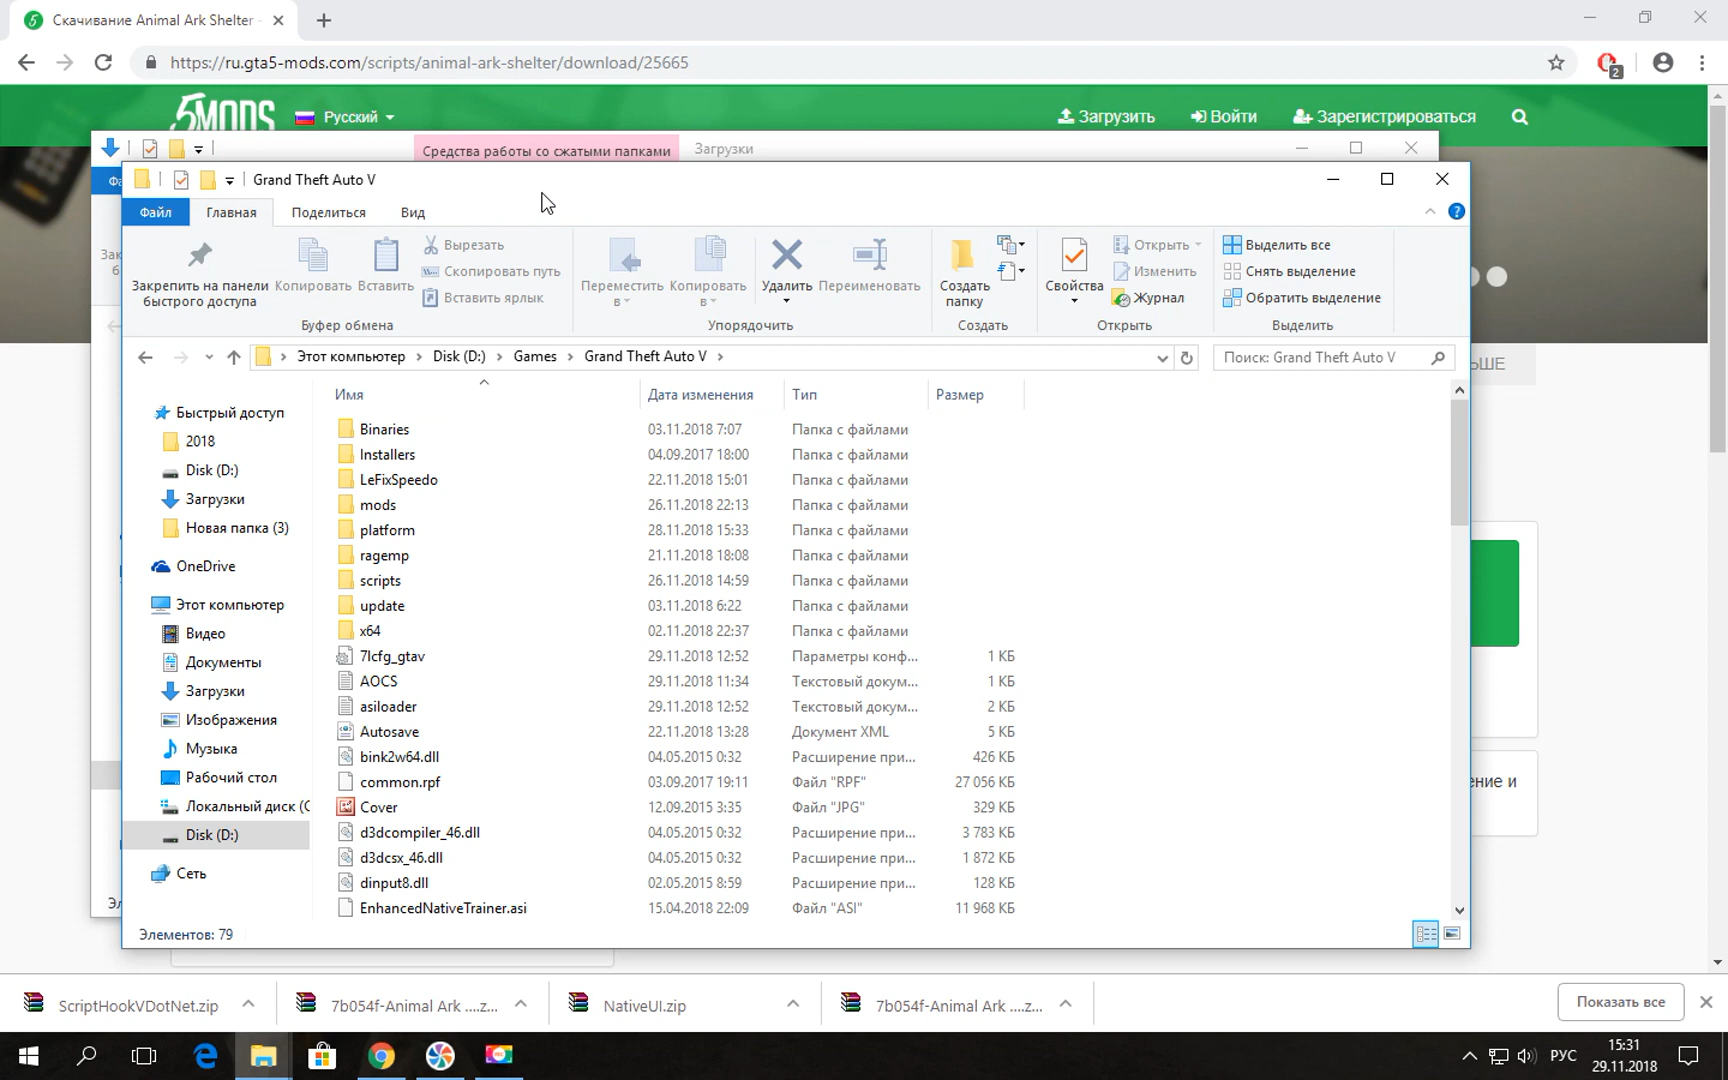 Скачивание Animal Ark Shelter
https://ru.gta5-mods.com/scripts/animal-ark-shelter/download/25665
2
5MODS
Русский
Загрузить
Войти
Зарегистрироваться
Средства работы со сжатыми папками
Загрузки
Grand Theft Auto V
Файл
Главная
Поделиться
Вид
Закрепить на панели быстрого доступа
Копировать
Вставить
Вырезать
Скопировать путь
Вставить ярлык
Переместить в
Копировать в
Удалить
Переименовать
Создать папку
Свойства
Открыть
Изменить
Журнал
Выделить все
Снять выделение
Обратить выделение
Буфер обмена
Упорядочить
Создать
Открыть
Выделить
Этот компьютер > Disk (D:) > Games > Grand Theft Auto V >
Поиск: Grand Theft Auto V
Имя Дата изменения Тип Размер
Быстрый доступ
2018
Disk (D:)
Загрузки
Новая папка (3)
OneDrive
Этот компьютер
Видео
Документы
Загрузки
Изображения
Музыка
Рабочий стол
Локальный диск (C
Disk (D:)
Сеть
Binaries 03.11.2018 7:07 Папка с файлами
Installers 04.09.2017 18:00 Папка с файлами
LeFixSpeedo 22.11.2018 15:01 Папка с файлами
mods 26.11.2018 22:13 Папка с файлами
platform 28.11.2018 15:33 Папка с файлами
ragemp 21.11.2018 18:08 Папка с файлами
scripts 26.11.2018 14:59 Папка с файлами
update 03.11.2018 6:22 Папка с файлами
x64 02.11.2018 22:37 Папка с файлами
7lcfg_gtav 29.11.2018 12:52 Параметры конф... 1 КБ
AOCS 29.11.2018 11:34 Текстовый докум... 1 КБ
asiloader 29.11.2018 12:52 Текстовый докум... 2 КБ
Autosave 22.11.2018 13:28 Документ XML 5 КБ
bink2w64.dll 04.05.2015 0:32 Расширение при... 426 КБ
common.rpf 03.09.2017 19:11 Файл "RPF" 27 056 КБ
Cover 12.09.2015 3:35 Файл "JPG" 329 КБ
d3dcompiler_46.dll 04.05.2015 0:32 Расширение при... 3 783 КБ
d3dcsx_46.dll 04.05.2015 0:32 Расширение при... 1 872 КБ
dinput8.dll 02.05.2015 8:59 Расширение при... 128 КБ
EnhancedNativeTrainer.asi 15.04.2018 22:09 Файл "ASI" 11 968 КБ
Элементов: 79
ьше
ение и
ScriptHookVDotNet.zip
7b054f-Animal Ark ....z...
NativeUI.zip
7b054f-Animal Ark ....z...
Показать все
РУС
15:31
29.11.2018